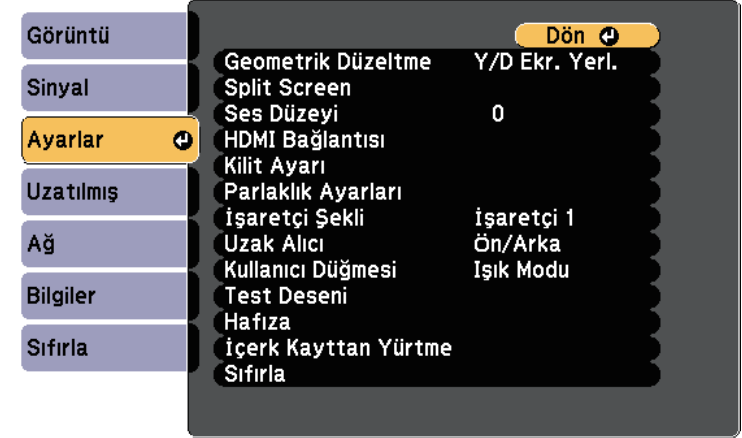 Görüntü
Sinyal
Ayarlar
Uzatılmış
Ağ
Bilgiler
Sıfırla
Dön
Geometrik Düzeltme Y/D Ekr. Yerl.
Split Screen
Ses Düzeyi 0
HDMI Bağlantısı
Kilit Ayarı
Parlaklık Ayarları
İşaretçi Şekli İşaretçi 1
Uzak Alıcı Ön/Arka
Kullanıcı Düğmesi Işık Modu
Test Deseni
Hafıza
İçerk Kayttan Yürtme
Sıfırla